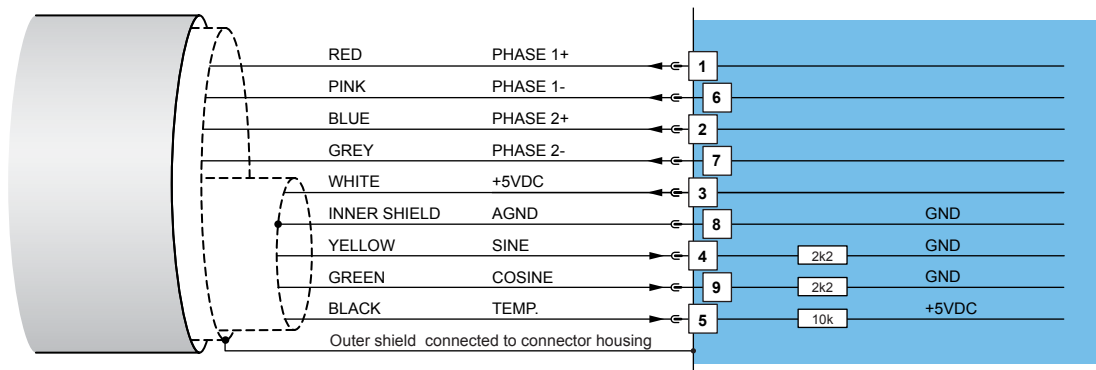 RED PHASE 1+ 1
PINK PHASE 1- 6
BLUE PHASE 2+ 2
GREY PHASE 2- 7
WHITE +5VDC 3
INNER SHIELD AGND 8 GND
YELLOW SINE 4 2k2 GND
GREEN COSINE 9 2k2 GND
BLACK TEMP. 5 10k +5VDC
Outer shield connected to connector housing